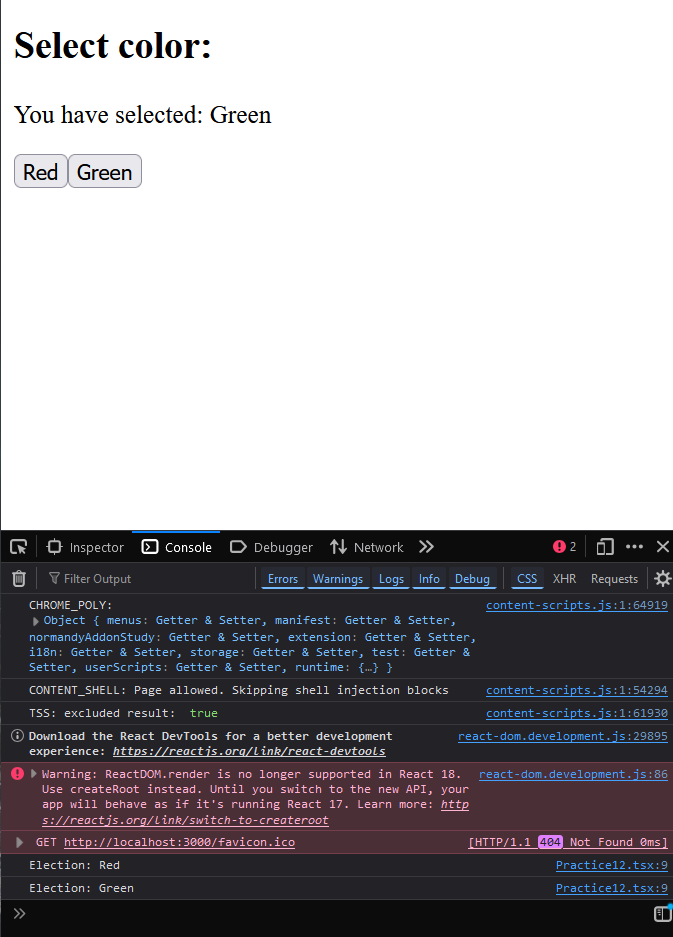 Select color:
You have selected: Green
Red Green
Inspector Console Debugger Network 2
Filter Output Errors Warnings Logs Info Debug CSS XHR Requests
CHROME_POLY: content-scripts.js:1:64919
Object { menus: Getter & Setter, manifest: Getter & Setter,
normandyAddonStudy: Getter & Setter, extension: Getter & Setter,
i18n: Getter & Setter, storage: Getter & Setter, test: Getter &
Setter, userScripts: Getter & Setter, runtime: {…} }
CONTENT_SHELL: Page allowed. Skipping shell injection blocks content-scripts.js:1:54294
TSS: excluded result: true content-scripts.js:1:61930
Download the React DevTools for a better development react-dom.development.js:29895
experience: https://reactjs.org/link/react-devtools
Warning: ReactDOM.render is no longer supported in React 18. react-dom.development.js:86
Use createRoot instead. Until you switch to the new API, your
app will behave as if it's running React 17. Learn more: http
s://reactjs.org/link/switch-to-createroot
GET http://localhost:3000/favicon.ico [HTTP/1.1 404 Not Found 0ms]
Election: Red Practice12.tsx:9
Election: Green Practice12.tsx:9